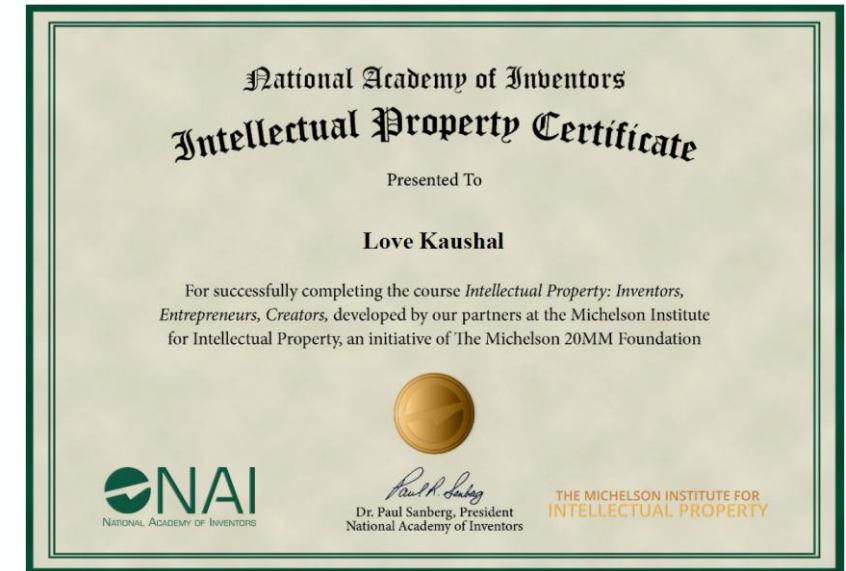 National Academy of Inventors
Intellectual Property Certificate
Presented To
Love Kaushal
For successfully completing the course Intellectual Property: Inventors,
Entrepreneurs, Creators, developed by our partners at the Michelson Institute
for Intellectual Property, an initiative of The Michelson 20MM Foundation
NAI
NATIONAL ACADEMY OF INVENTORS
Paul R. Sanberg
Dr. Paul Sanberg, President
National Academy of Inventors
THE MICHELSON INSTITUTE FOR
INTELLECTUAL PROPERTY